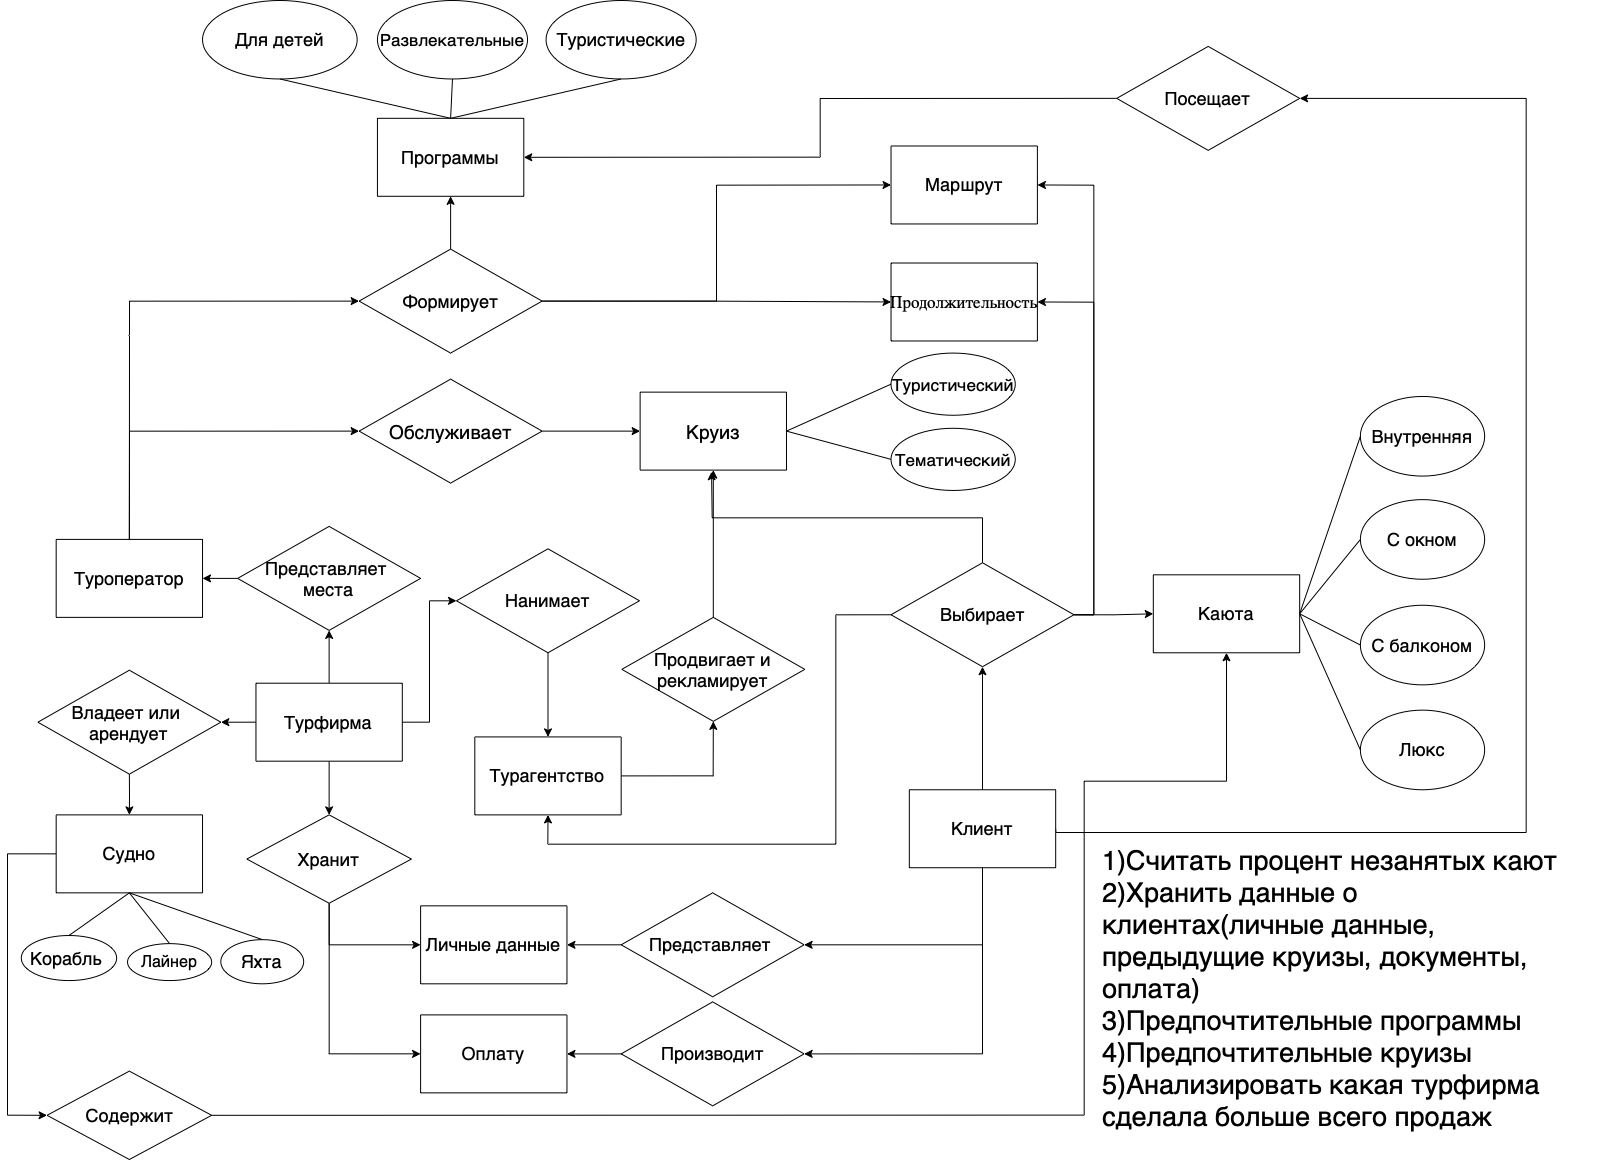 Для детей
Развлекательные
Туристические
Посещает
Программы
Маршрут
Формирует
Продолжительность
Туристический
Обслуживает
Круиз
Тематический
Внутренняя
С окном
Туроператор
Представляет
места
Нанимает
Выбирает
Каюта
С балконом
Продвигает и
рекламирует
Владеет или
арендует
Турфирма
Люкс
Турагентство
Клиент
Судно
Хранит
1)Считать процент незанятых кают
2)Хранить данные о
клиентах(личные данные,
предыдущие круизы, документы,
оплата)
3)Предпочтительные программы
4)Предпочтительные круизы
5)Анализировать какая турфирма
сделала больше всего продаж
Личные данные
Представляет
Корабль
Лайнер
Яхта
Оплату
Производит
Содержит